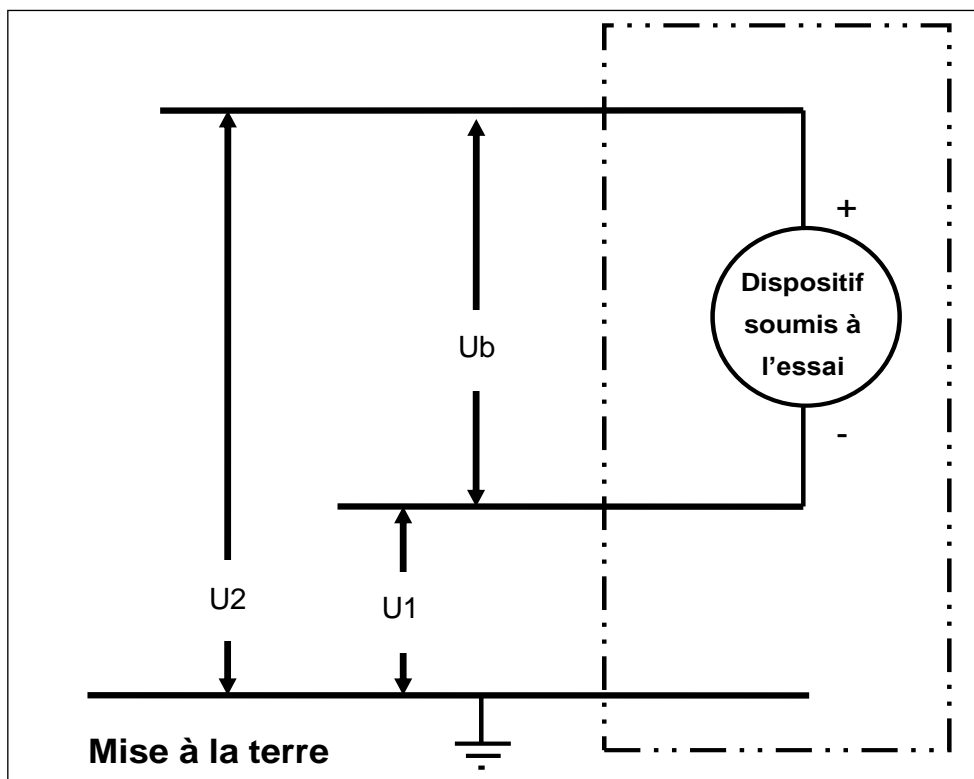 +
Dispositif
soumis à
l’essai
Ub
-
U2
U1
Mise à la terre